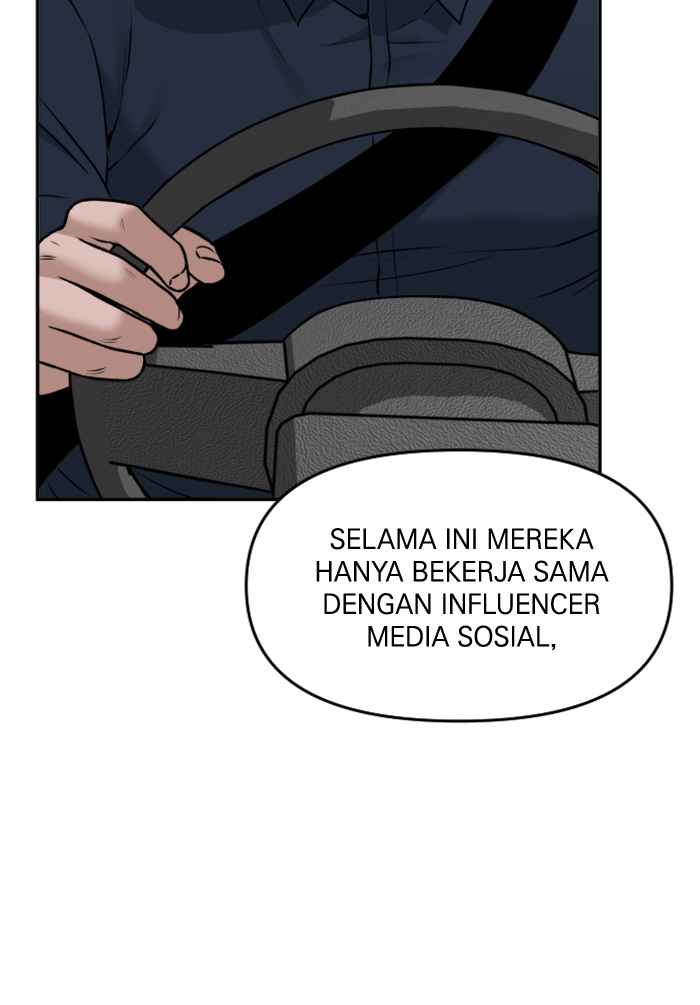 SELAMA INI MEREKA
HANYA BEKERJA SAMA
DENGAN INFLUENCER
MEDIA SOSIAL,